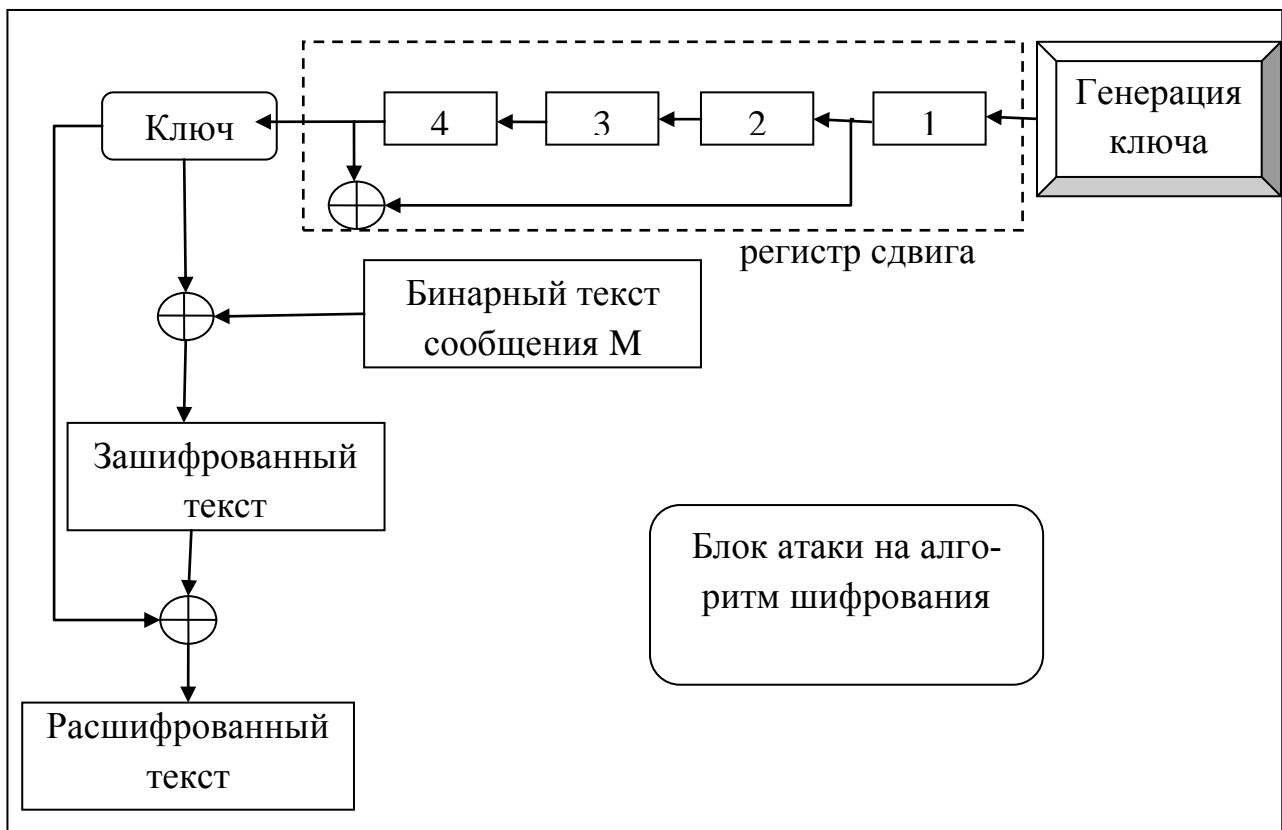 Генерация
ключа
Ключ
4
3
2
1
регистр сдвига
Бинарный текст
сообщения М
Зашифрованный
текст
Блок атаки на алго-
ритм шифрования
Расшифрованный
текст